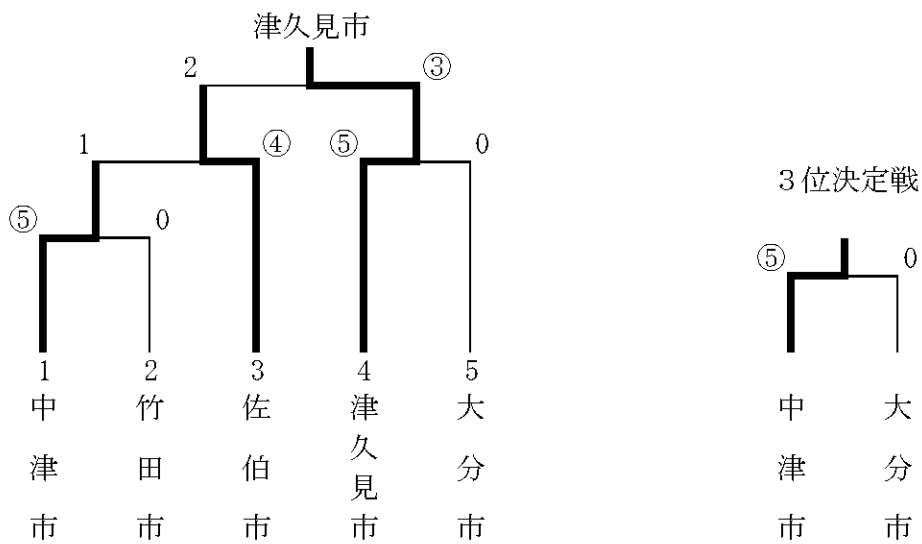 津久見市
2 ③
1 ④ ⑤ 0
３位決定戦
⑤ 0
⑤ 0
1 2 3 4 5
中津市
竹田市
佐伯市
津久見市
大分市
中津市
大分市